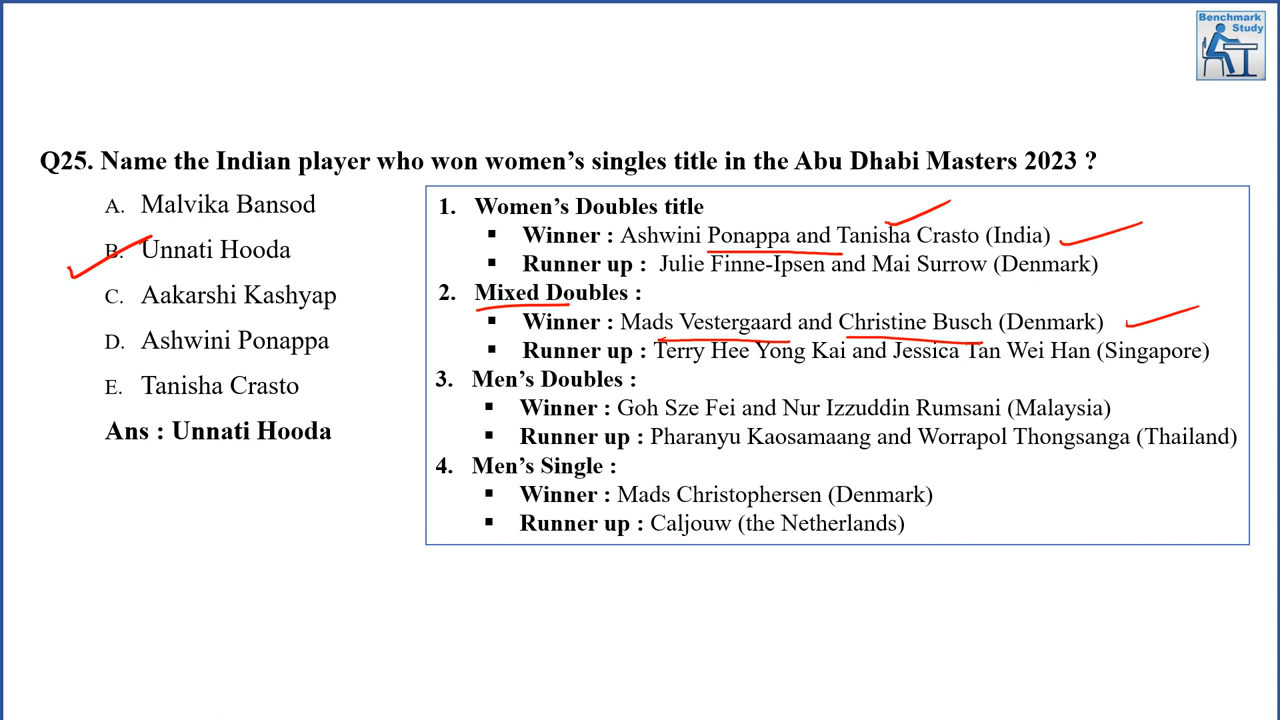 Benchmark
Study
Q25. Name the Indian player who won women’s singles title in the Abu Dhabi Masters 2023 ?
A. Malvika Bansod
B. Unnati Hooda
C. Aakarshi Kashyap
D. Ashwini Ponappa
E. Tanisha Crasto
Ans : Unnati Hooda
1. Women’s Doubles title
▪ Winner : Ashwini Ponappa and Tanisha Crasto (India)
▪ Runner up : Julie Finne-Ipsen and Mai Surrow (Denmark)
2. Mixed Doubles :
▪ Winner : Mads Vestergaard and Christine Busch (Denmark)
▪ Runner up : Terry Hee Yong Kai and Jessica Tan Wei Han (Singapore)
3. Men’s Doubles :
▪ Winner : Goh Sze Fei and Nur Izzuddin Rumsani (Malaysia)
▪ Runner up : Pharanyu Kaosamaang and Worrapol Thongsanga (Thailand)
4. Men’s Single :
▪ Winner : Mads Christophersen (Denmark)
▪ Runner up : Caljouw (the Netherlands)